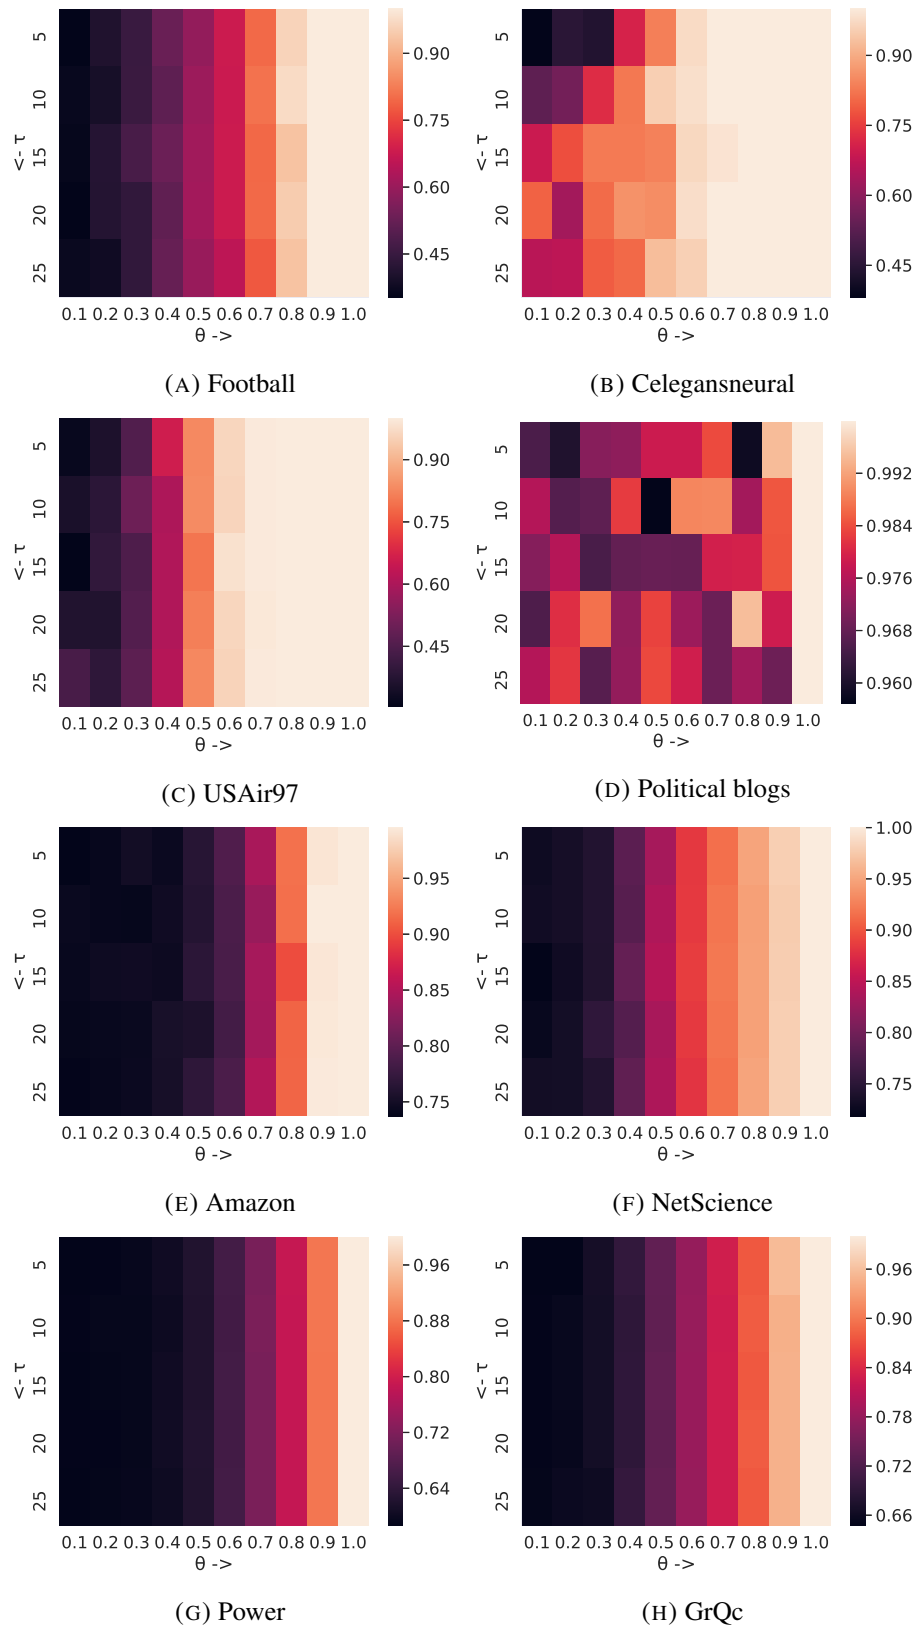 5
10
15
20
25
<- τ
0.1 0.2 0.3 0.4 0.5 0.6 0.7 0.8 0.9 1.0
θ ->
0.90
0.75
0.60
0.45
(A) Football
5
10
15
20
25
<- τ
0.1 0.2 0.3 0.4 0.5 0.6 0.7 0.8 0.9 1.0
θ ->
0.90
0.75
0.60
0.45
(B) Celegansneural
5
10
15
20
25
<- τ
0.1 0.2 0.3 0.4 0.5 0.6 0.7 0.8 0.9 1.0
θ ->
0.90
0.75
0.60
0.45
(C) USAir97
5
10
15
20
25
<- τ
0.1 0.2 0.3 0.4 0.5 0.6 0.7 0.8 0.9 1.0
θ ->
0.992
0.984
0.976
0.968
0.960
(D) Political blogs
5
10
15
20
25
<- τ
0.1 0.2 0.3 0.4 0.5 0.6 0.7 0.8 0.9 1.0
θ ->
0.95
0.90
0.85
0.80
0.75
(E) Amazon
5
10
15
20
25
<- τ
0.1 0.2 0.3 0.4 0.5 0.6 0.7 0.8 0.9 1.0
θ ->
1.00
0.95
0.90
0.85
0.80
0.75
(F) NetScience
5
10
15
20
25
<- τ
0.1 0.2 0.3 0.4 0.5 0.6 0.7 0.8 0.9 1.0
θ ->
0.96
0.88
0.80
0.72
0.64
(G) Power
5
10
15
20
25
<- τ
0.1 0.2 0.3 0.4 0.5 0.6 0.7 0.8 0.9 1.0
θ ->
0.96
0.90
0.84
0.78
0.72
0.66
(H) GrQc